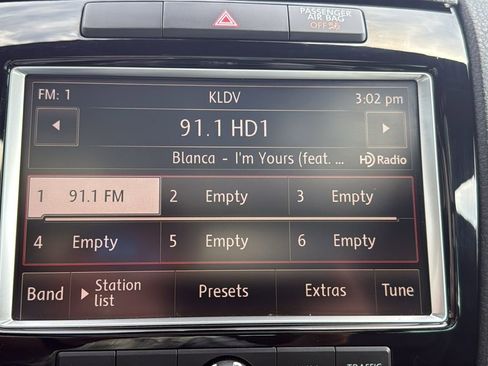 PASSENGER
AIR BAG
OFF
FM: 1 KLDV 3:02 pm
91.1 HD1
Blanca - I'm Yours (feat. ... HD Radio
1 91.1 FM 2 Empty 3 Empty
4 Empty 5 Empty 6 Empty
Band Station list Presets Extras Tune
TRAFFIC